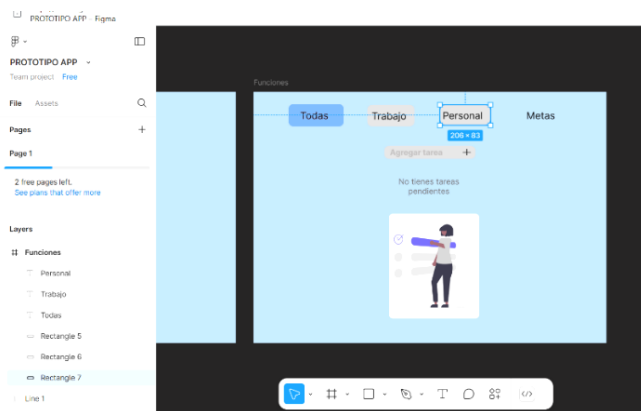 PROTOTIPO APP - Figma
PROTOTIPO APP
Team project Free
File Assets
Pages
Page 1
2 free pages left.
See plans that offer more
Layers
Funciones
Personal
Trabajo
Todas
Rectangle 5
Rectangle 6
Rectangle 7
Line 1
Funciones
Todas Trabajo Personal Metas
206 × 83
Agregar tarea +
No tienes tareas
pendientes